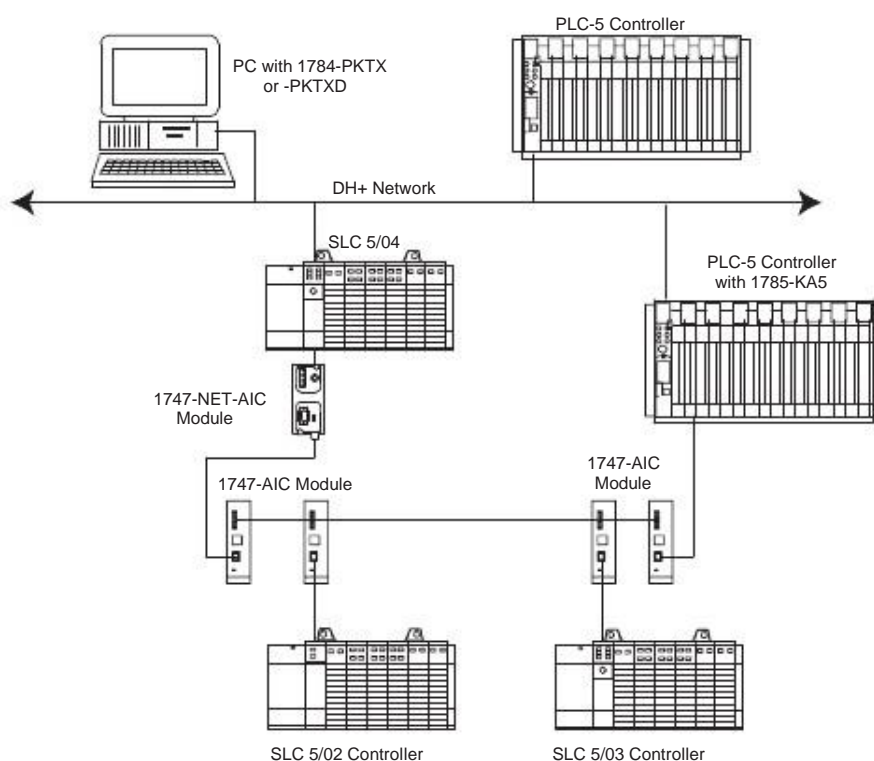 PLC-5 Controller
PC with 1784-PKTX
or -PKTXD
DH+ Network
SLC 5/04
PLC-5 Controller
with 1785-KA5
1747-NET-AIC
Module
1747-AIC Module
1747-AIC
Module
SLC 5/02 Controller
SLC 5/03 Controller